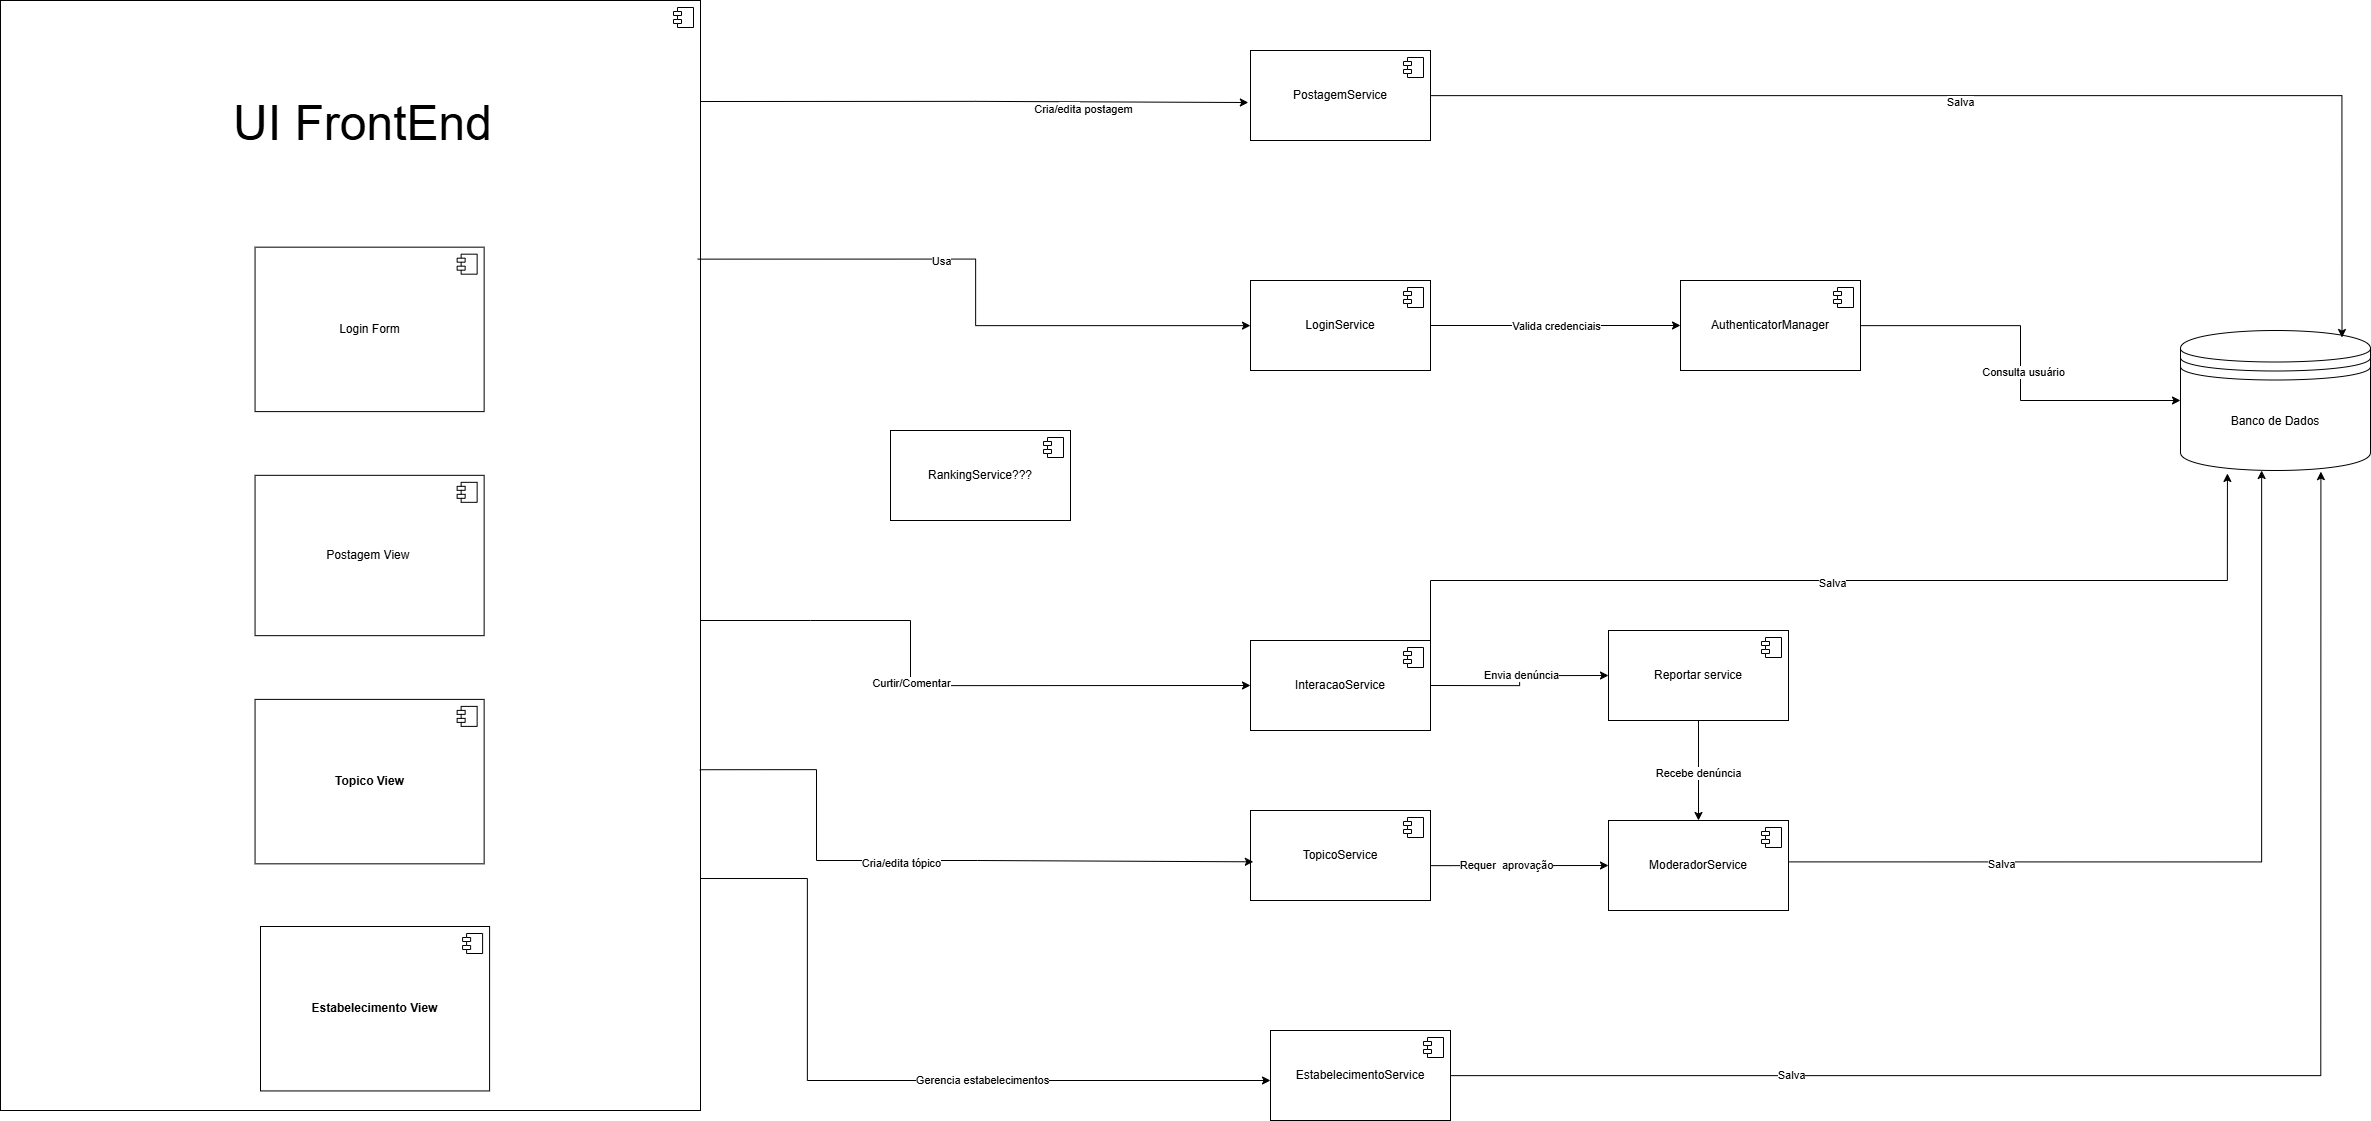 UI FrontEnd
Login Form
Postagem View
Topico View
Estabelecimento View
Cria/edita postagem
PostagemService
Salva
Usa
LoginService
Valida credenciais
AuthenticatorManager
Consulta usuário
Banco de Dados
RankingService???
Salva
Curtir/Comentar
InteracaoService
Envia denúncia
Reportar service
Recebe denúncia
Cria/edita tópico
TopicoService
Requer  aprovação
ModeradorService
Salva
Gerencia estabelecimentos
EstabelecimentoService
Salva